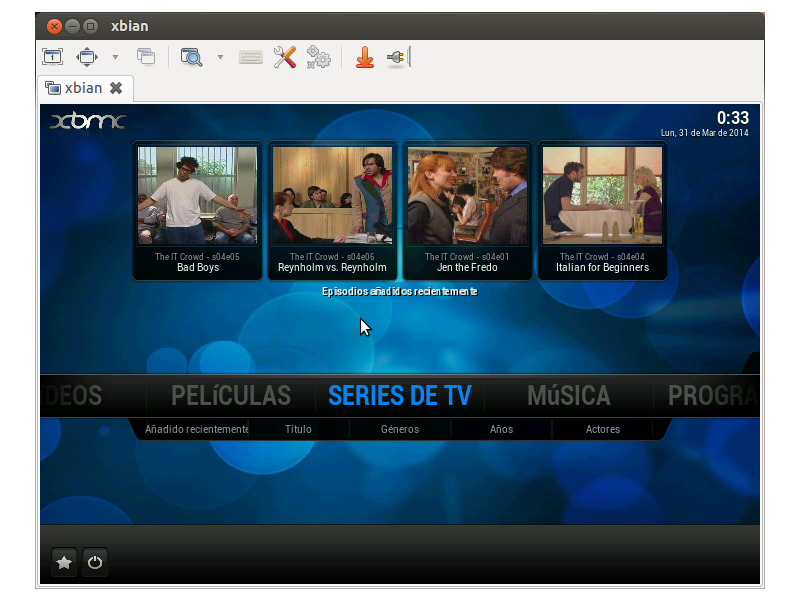 xbian
xbian
xbmc
0:33
Lun, 31 de Mar de 2014
The IT Crowd - s04e05
Bad Boys
The IT Crowd - s04e06
Reynholm vs. Reynholm
The IT Crowd - s04e01
Jen the Fredo
The IT Crowd - s04e04
Italian for Beginners
Episodios añadidos recientemente
DEOS PELíCULAS SERIES DE TV MúSICA PROGRA
Añadido recientemente Título Géneros Años Actores